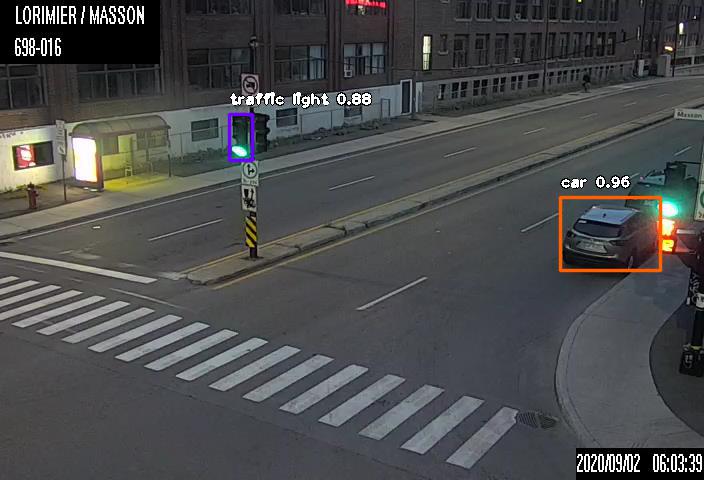 LORIMIER / MASSON
698-016
traffic light 0.88
Masson
car 0.96
2020/09/02 06:03:39